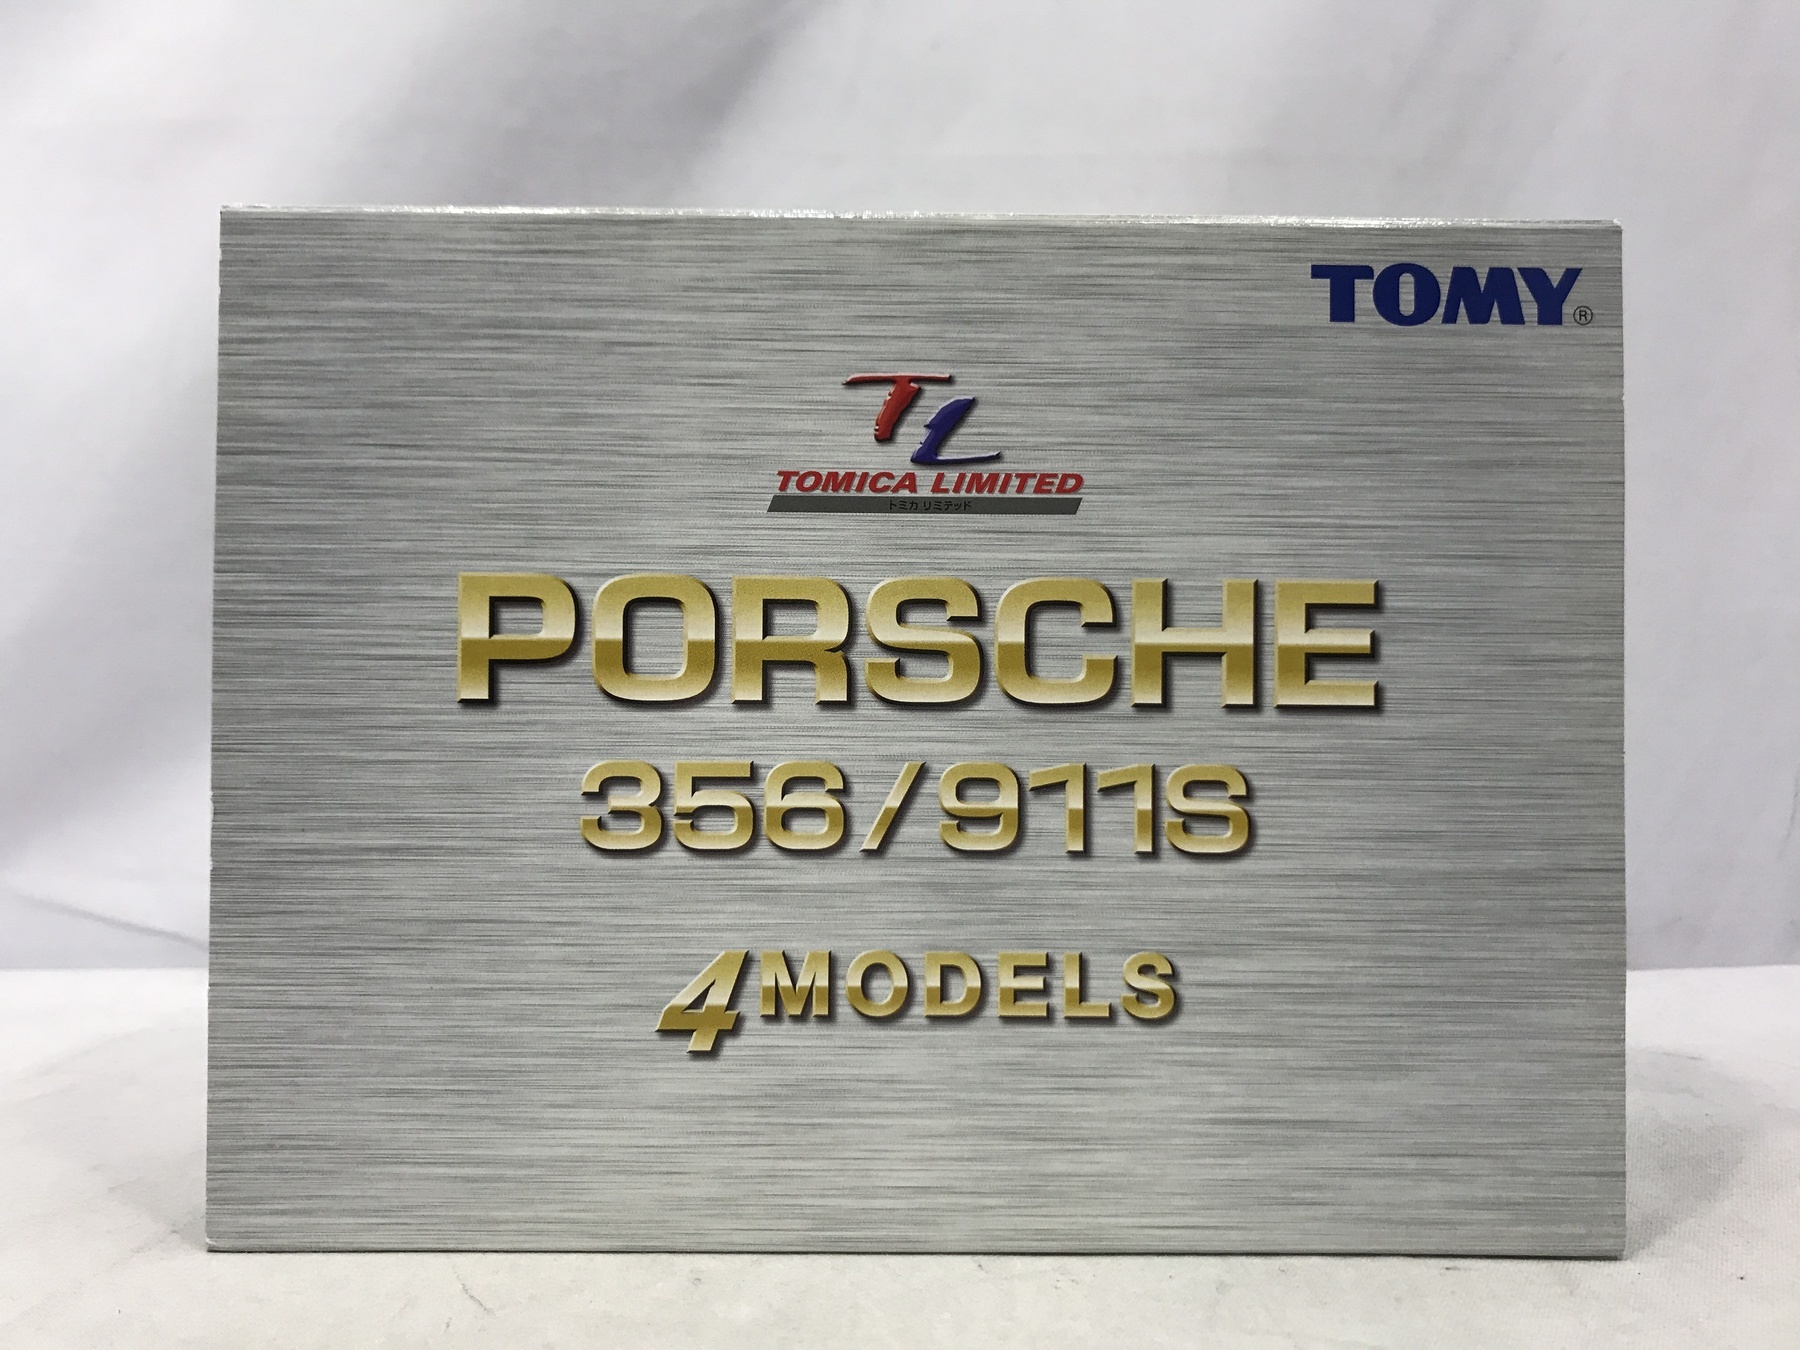 TOMY®
TL
TOMICA LIMITED
トミカ リミテッド
PORSCHE
356/911S
4 MODELS